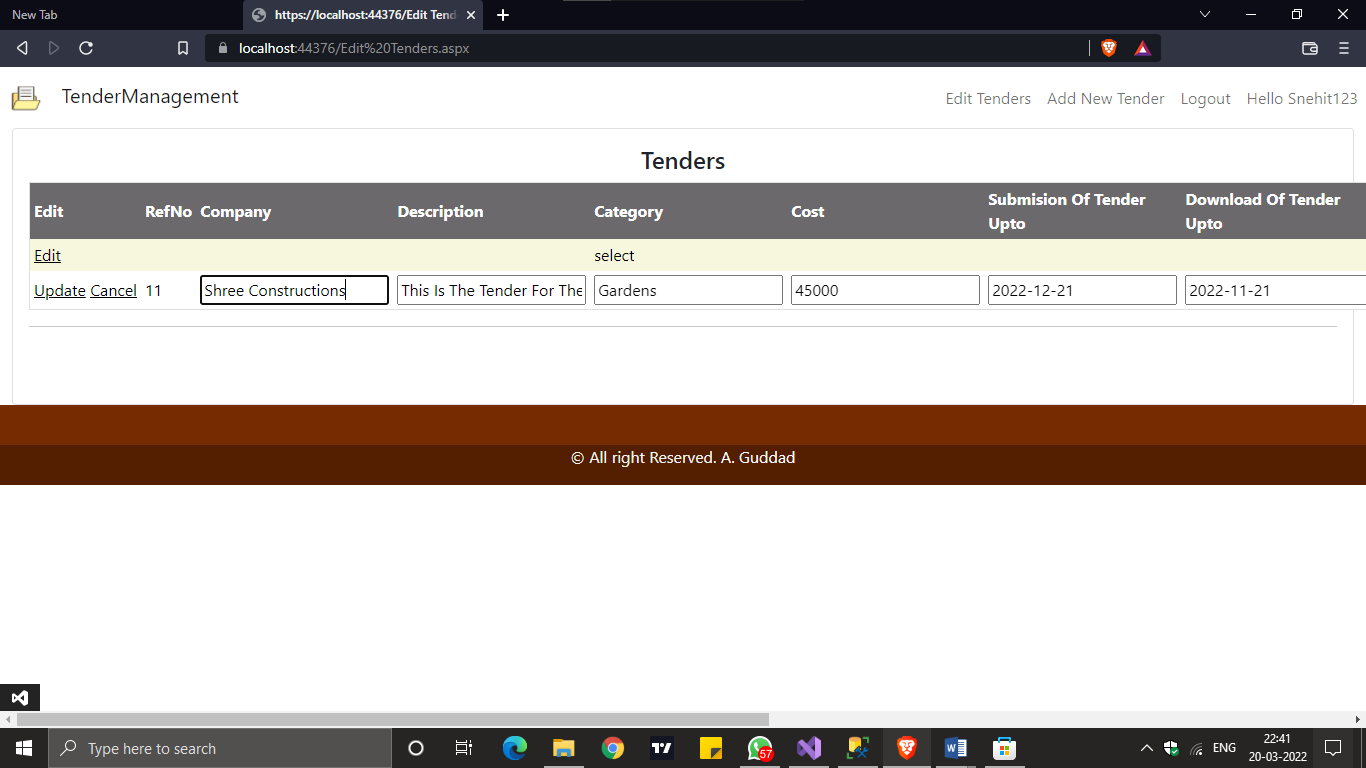 New Tab
https://localhost:44376/Edit Tend
localhost:44376/Edit%20Tenders.aspx
TenderManagement
Edit Tenders Add New Tender Logout Hello Snehit123
Tenders
Edit RefNo Company Description Category Cost Submision Of Tender Upto Download Of Tender Upto
Edit select
Update Cancel 11 Shree Constructions This Is The Tender For The Gardens 45000 2022-12-21 2022-11-21
© All right Reserved. A. Guddad
Type here to search
57
ENG
22:41
20-03-2022